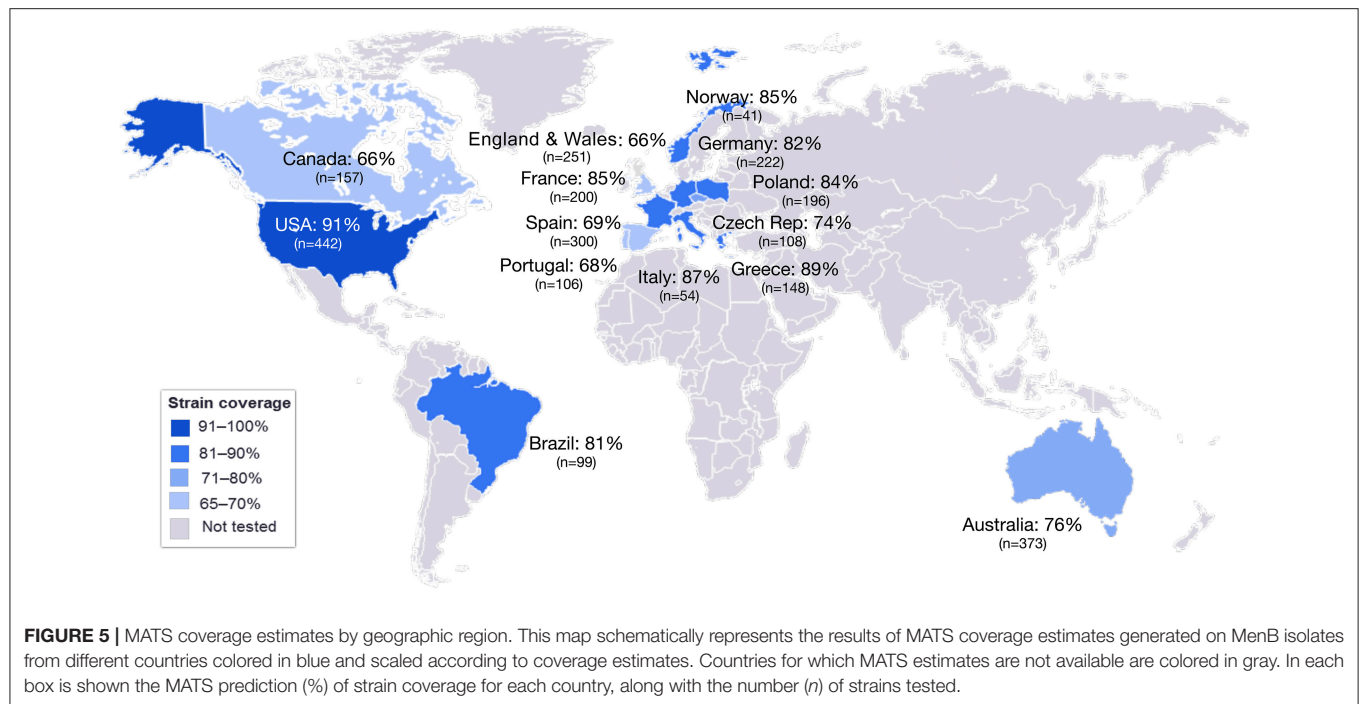 Norway: 85%
(n=41)
England & Wales: 66%
(n=251)
Germany: 82%
(n=222)
Canada: 66%
(n=157)
France: 85%
(n=200)
Poland: 84%
(n=196)
USA: 91%
(n=442)
Spain: 69%
(n=300)
Czech Rep: 74%
(n=108)
Portugal: 68%
(n=106)
Italy: 87%
(n=54)
Greece: 89%
(n=148)
Strain coverage
91–100%
81–90%
71–80%
65–70%
Not tested
Brazil: 81%
(n=99)
Australia: 76%
(n=373)
FIGURE 5 | MATS coverage estimates by geographic region. This map schematically represents the results of MATS coverage estimates generated on MenB isolates
from different countries colored in blue and scaled according to coverage estimates. Countries for which MATS estimates are not available are colored in gray. In each
box is shown the MATS prediction (%) of strain coverage for each country, along with the number (n) of strains tested.